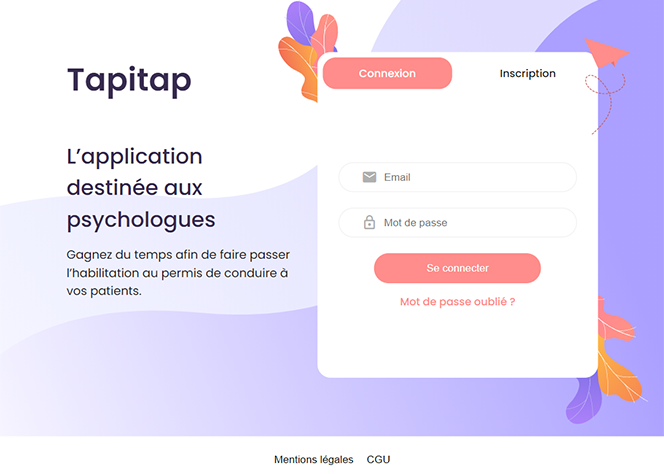 Tapitap
L’application
destinée aux
psychologues
Gagnez du temps afin de faire passer
l’habilitation au permis de conduire à
vos patients.
Connexion
Inscription
Email
Mot de passe
Se connecter
Mot de passe oublié ?
Mentions légales CGU